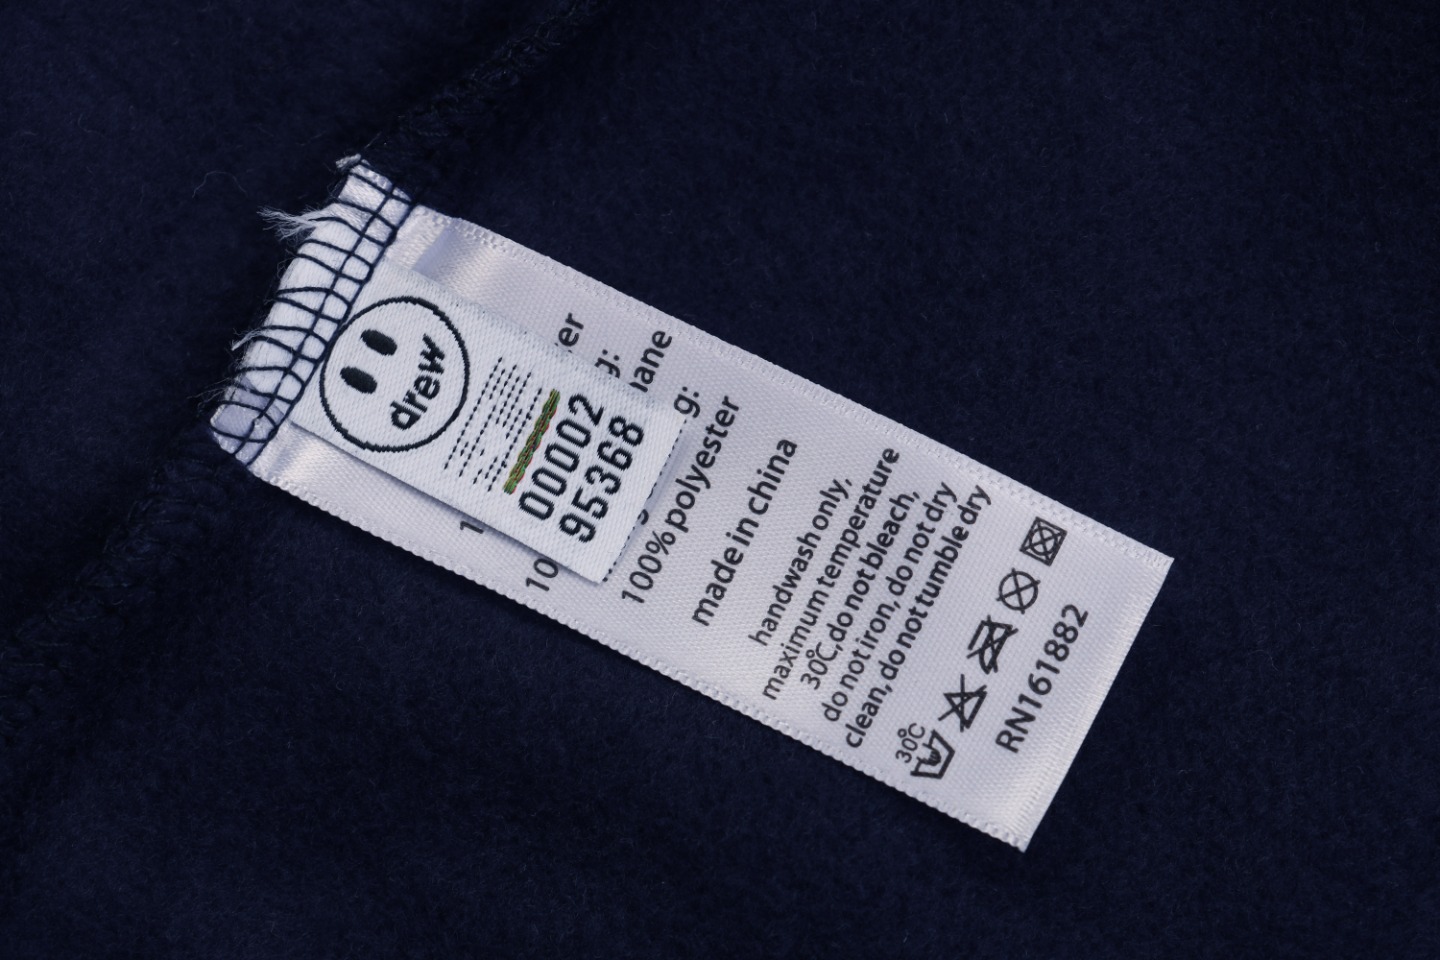 drew
00002
95368
100%polyester
made in china
handwash only,
maximum temperature
30℃,do not bleach,
do not iron, do not dry
clean, do not tumble dry
30℃
RN161882